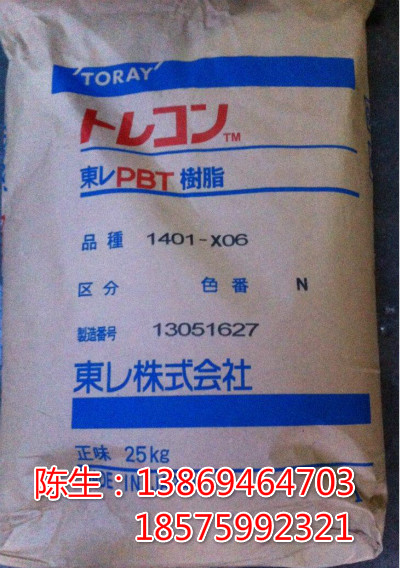 TORAY
トレコン™
東レPBT樹脂
品種 1401-X06
区分 色番 N
製造番号 13051627
東レ株式会社
正味 25kg
陈生：13869464703
18575992321